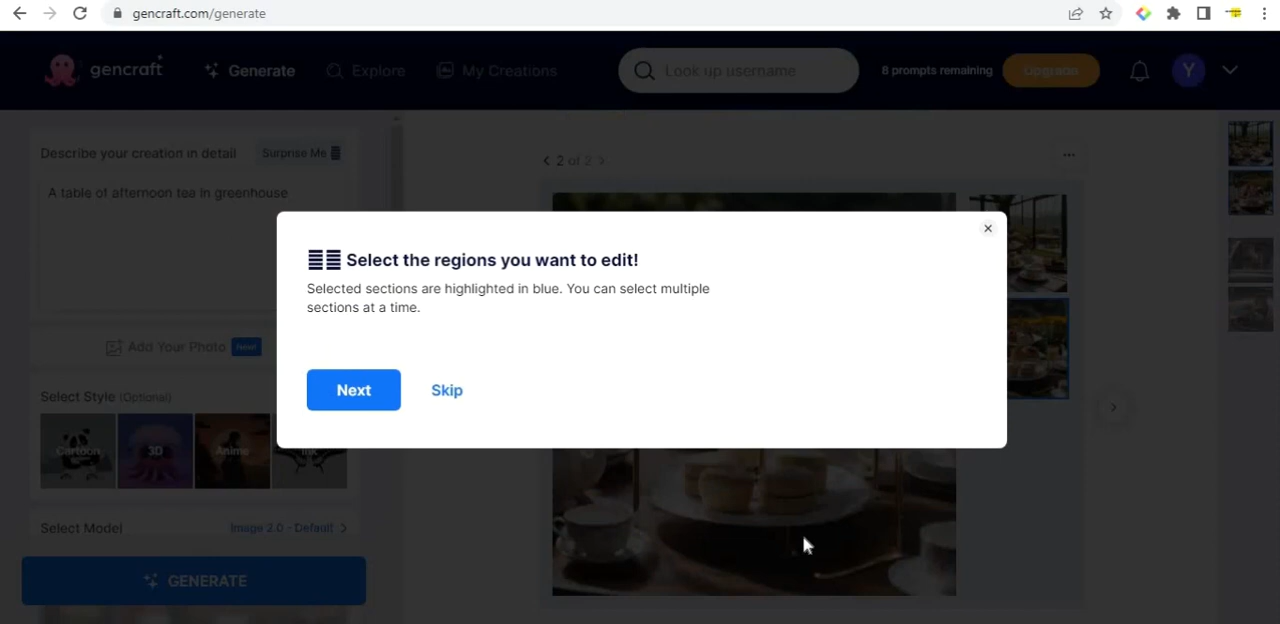 gencraft.com/generate
gencraft
Generate
Explore
My Creations
Look up username
8 prompts remaining
Upgrade
Y
Describe your creation in detail
Surprise Me
A table of afternoon tea in greenhouse
2 of 2
Select the regions you want to edit!
Selected sections are highlighted in blue. You can select multiple
sections at a time.
Next
Skip
Add Your Photo
New!
Select Style (Optional)
Cartoon
3D
Anime
Ink
Select Model
Image 2.0 - Default
GENERATE